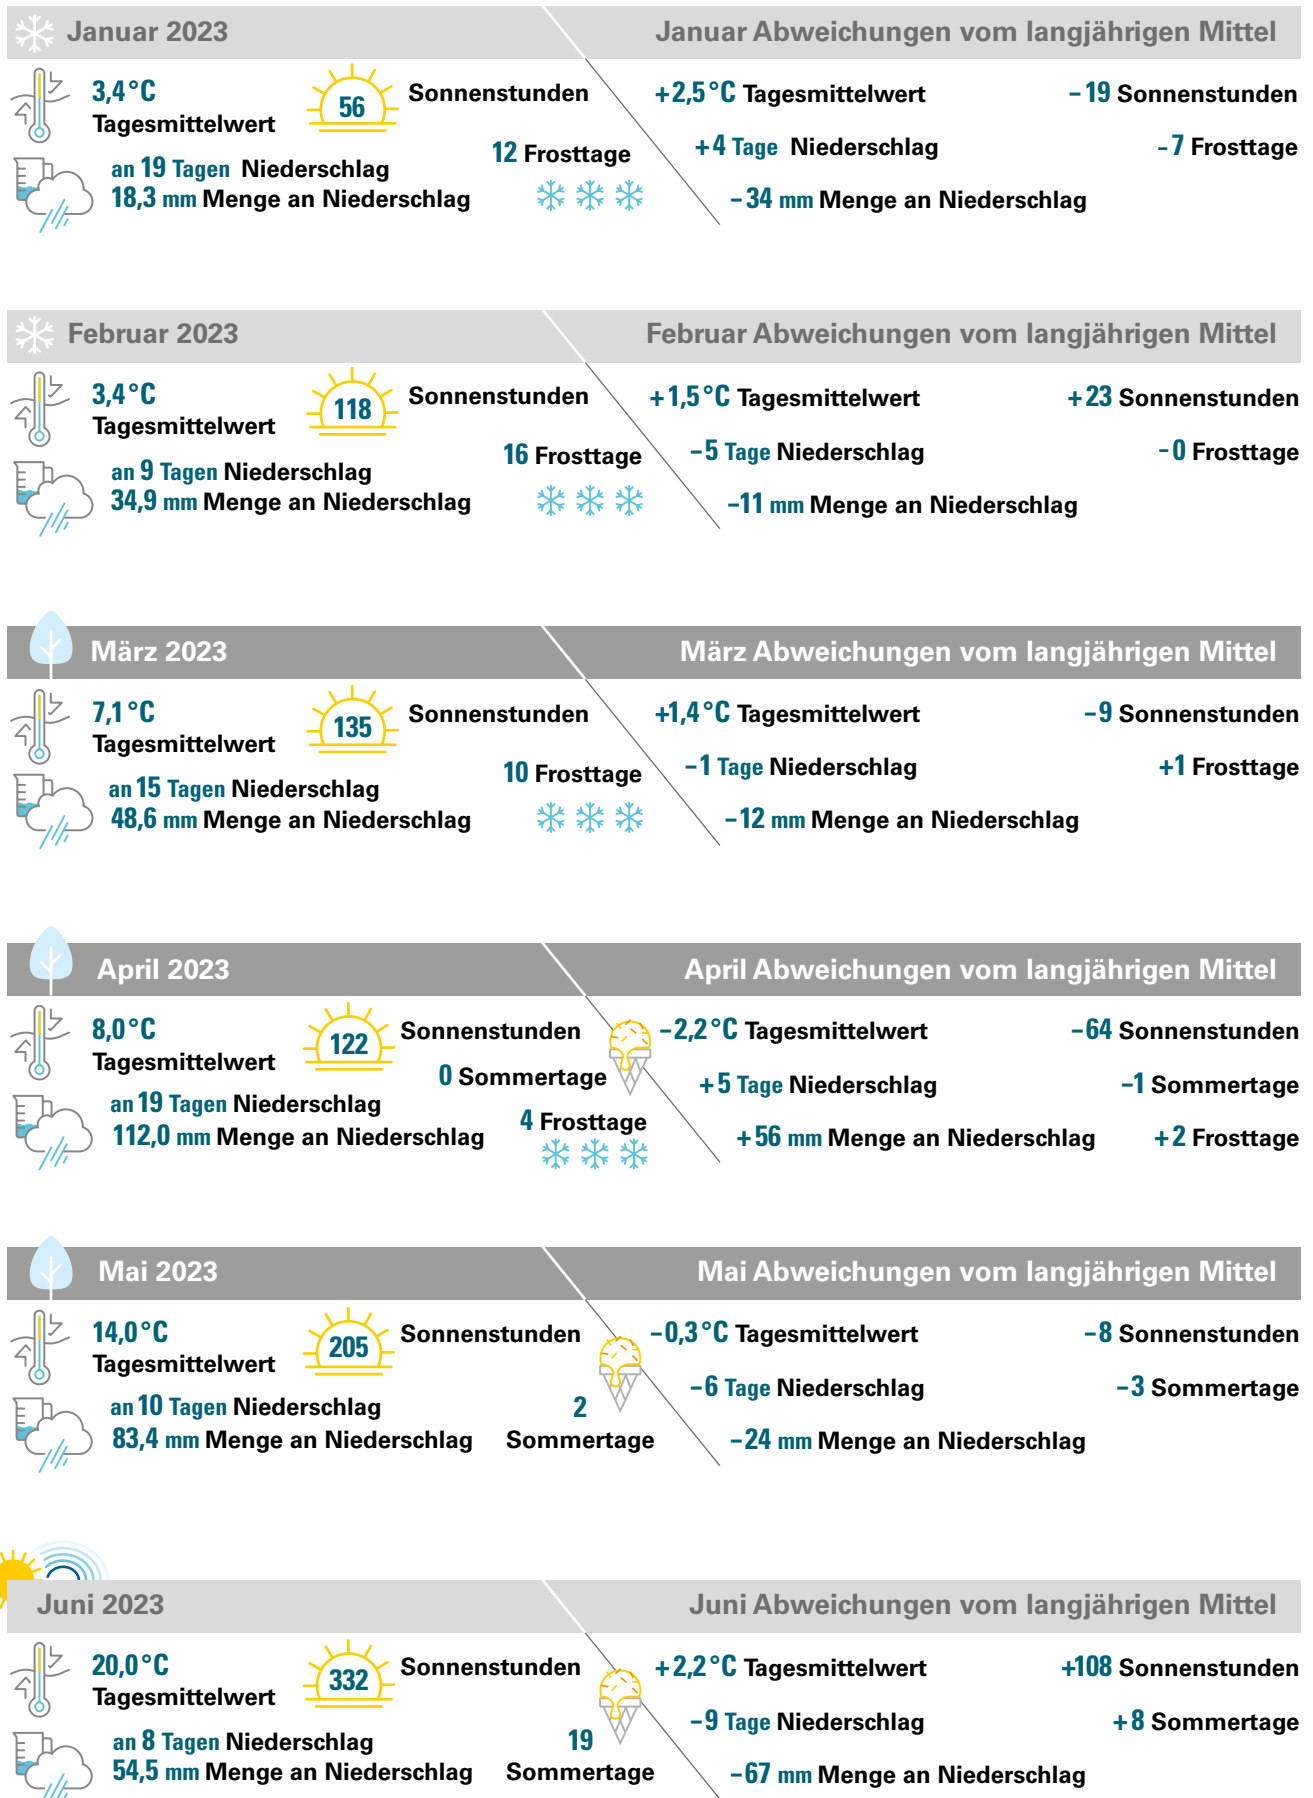 Januar 2023
Januar Abweichungen vom langjährigen Mittel
3,4 °C
Tagesmittelwert
56
Sonnenstunden
12 Frosttage
an 19 Tagen Niederschlag
18,3 mm Menge an Niederschlag
+2,5 °C Tagesmittelwert
–19 Sonnenstunden
+4 Tage Niederschlag
–7 Frosttage
–34 mm Menge an Niederschlag
Februar 2023
Februar Abweichungen vom langjährigen Mittel
3,4 °C
Tagesmittelwert
118
Sonnenstunden
16 Frosttage
an 9 Tagen Niederschlag
34,9 mm Menge an Niederschlag
+1,5 °C Tagesmittelwert
+23 Sonnenstunden
–5 Tage Niederschlag
–0 Frosttage
–11 mm Menge an Niederschlag
März 2023
März Abweichungen vom langjährigen Mittel
7,1 °C
Tagesmittelwert
135
Sonnenstunden
10 Frosttage
an 15 Tagen Niederschlag
48,6 mm Menge an Niederschlag
+1,4 °C Tagesmittelwert
–9 Sonnenstunden
–1 Tage Niederschlag
+1 Frosttage
–12 mm Menge an Niederschlag
April 2023
April Abweichungen vom langjährigen Mittel
8,0 °C
Tagesmittelwert
122
Sonnenstunden
0 Sommertage
an 19 Tagen Niederschlag
4 Frosttage
112,0 mm Menge an Niederschlag
–2,2 °C Tagesmittelwert
–64 Sonnenstunden
+5 Tage Niederschlag
–1 Sommertage
+56 mm Menge an Niederschlag
+2 Frosttage
Mai 2023
Mai Abweichungen vom langjährigen Mittel
14,0 °C
Tagesmittelwert
205
Sonnenstunden
an 10 Tagen Niederschlag
83,4 mm Menge an Niederschlag
2
Sommertage
–0,3 °C Tagesmittelwert
–8 Sonnenstunden
–6 Tage Niederschlag
–3 Sommertage
–24 mm Menge an Niederschlag
Juni 2023
Juni Abweichungen vom langjährigen Mittel
20,0 °C
Tagesmittelwert
332
Sonnenstunden
an 8 Tagen Niederschlag
54,5 mm Menge an Niederschlag
19
Sommertage
+2,2 °C Tagesmittelwert
+108 Sonnenstunden
–9 Tage Niederschlag
+8 Sommertage
–67 mm Menge an Niederschlag